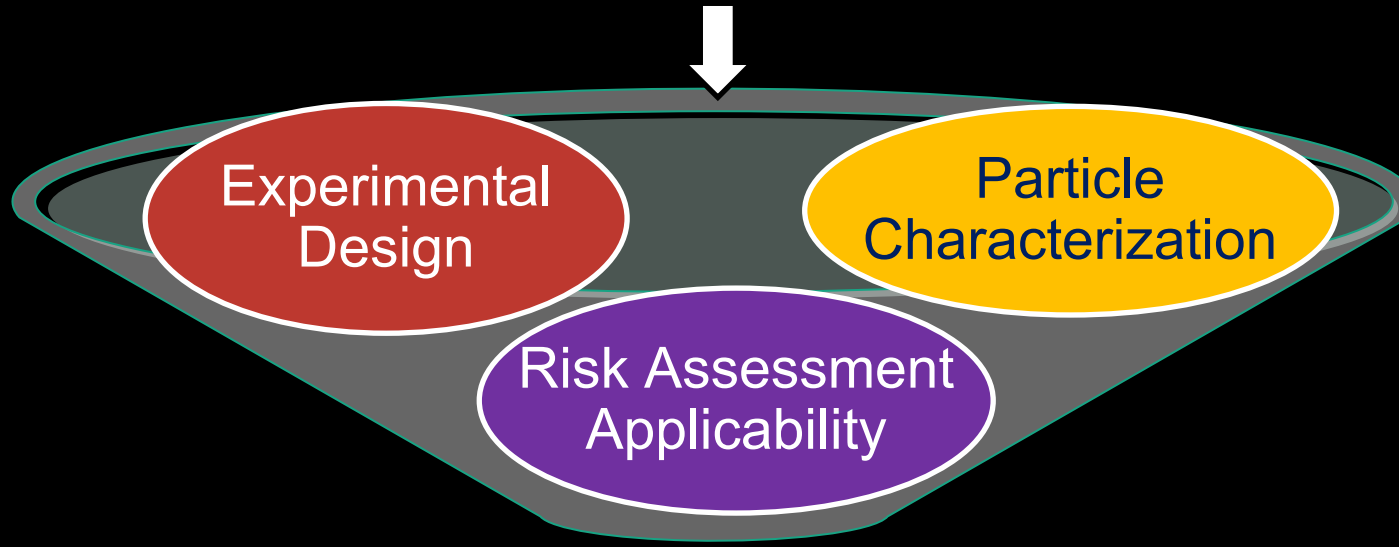 Experimental
Design
Particle
Characterization
Risk Assessment
Applicability